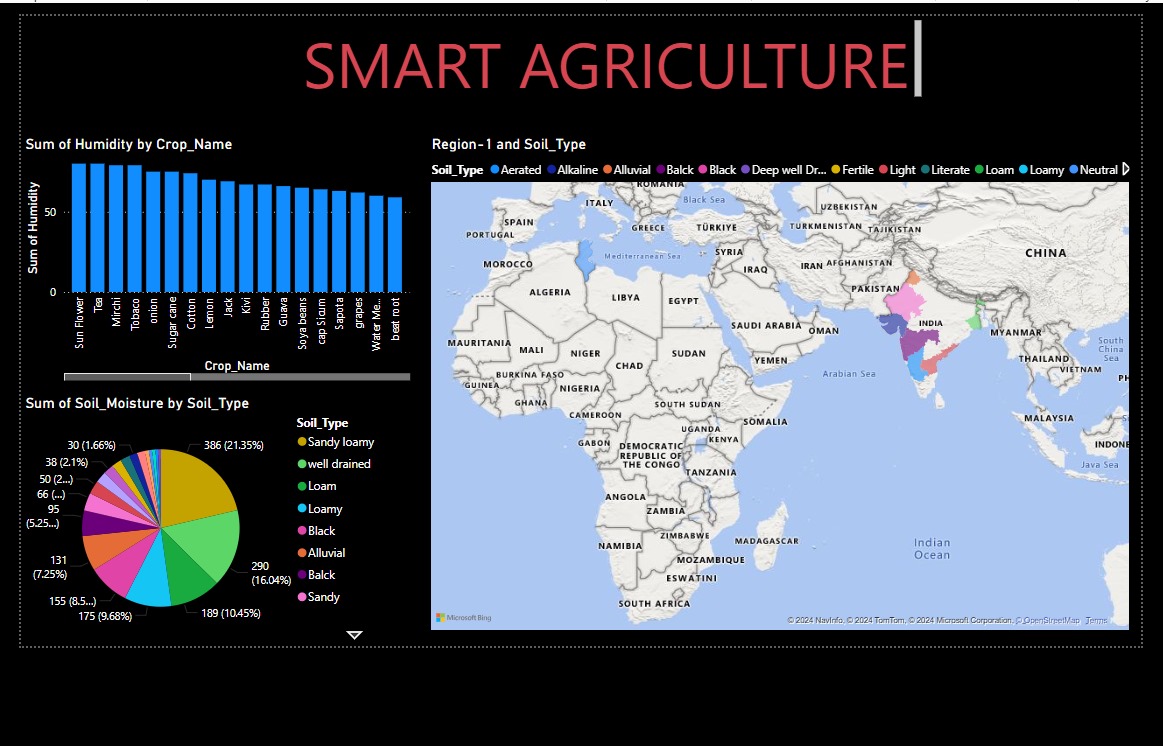 SMART AGRICULTURE
Sum of Humidity by Crop_Name
Sum of Humidity
50
0
Sun Flower
Tea
Mirchi
Tobaco
onion
Sugar cane
Cotton
Lemon
Jack
Kivi
Rubber
Guava
Soya beans
cap Sicum
Sapota
grapes
Water Me...
beat root
Crop_Name
Sum of Soil_Moisture by Soil_Type
386 (21.35%)
290
(16.04%)
189 (10.45%)
175 (9.68%)
155 (8.5...)
131
(7.25%)
95
(5.25...)
66 (...)
50 (2...)
38 (2.1%)
30 (1.66%)
Soil_Type
Sandy loamy
well drained
Loam
Loamy
Black
Alluvial
Balck
Sandy
Region-1 and Soil_Type
Soil_Type Aerated Alkaline Alluvial Balck Black Deep well Dr... Fertile Light Literate Loam Loamy Neutral
ROMANIA
ITALY
Black Sea
UZBEKISTAN
SPAIN
GREECE
TÜRKIYE
TURKMENISTAN
TAJIKISTAN
PORTUGAL
Mediterranean Sea
SYRIA
CHINA
MOROCCO
IRAQ
IRAN
AFGHANISTAN
ALGERIA
LIBYA
EGYPT
PAKISTAN
SAUDI ARABIA
OMAN
INDIA
MYANMAR
MAURITANIA
MALI
NIGER
CHAD
SUDAN
YEMEN
Arabian Sea
THAILAND
VIETNAM
South
China
Sea
PH
BURKINA FASO
GUINEA
NIGERIA
GHANA
SOUTH SUDAN
CAMEROON
SOMALIA
MALAYSIA
UGANDA
KENYA
GABON
DEMOCRATIC
REPUBLIC OF
THE CONGO
INDONE
Java Sea
TANZANIA
ANGOLA
ZAMBIA
ZIMBABWE
MADAGASCAR
NAMIBIA
MOZAMBIQUE
Indian
Ocean
ESWATINI
SOUTH AFRICA
Microsoft Bing
© 2024 NavInfo, © 2024 TomTom, © 2024 Microsoft Corporation, © OpenStreetMap Terms